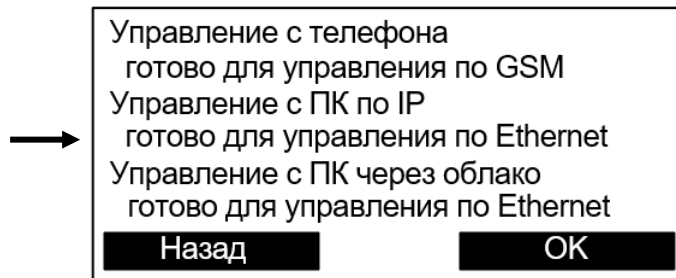 Управление с телефона
готово для управления по GSM
Управление с ПК по IP
готово для управления по Ethernet
Управление с ПК через облако
готово для управления по Ethernet
Назад OK